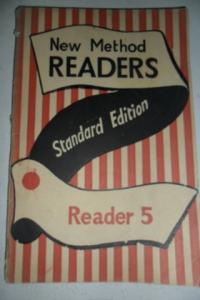 New Method
READERS
Standard Edition
Reader 5